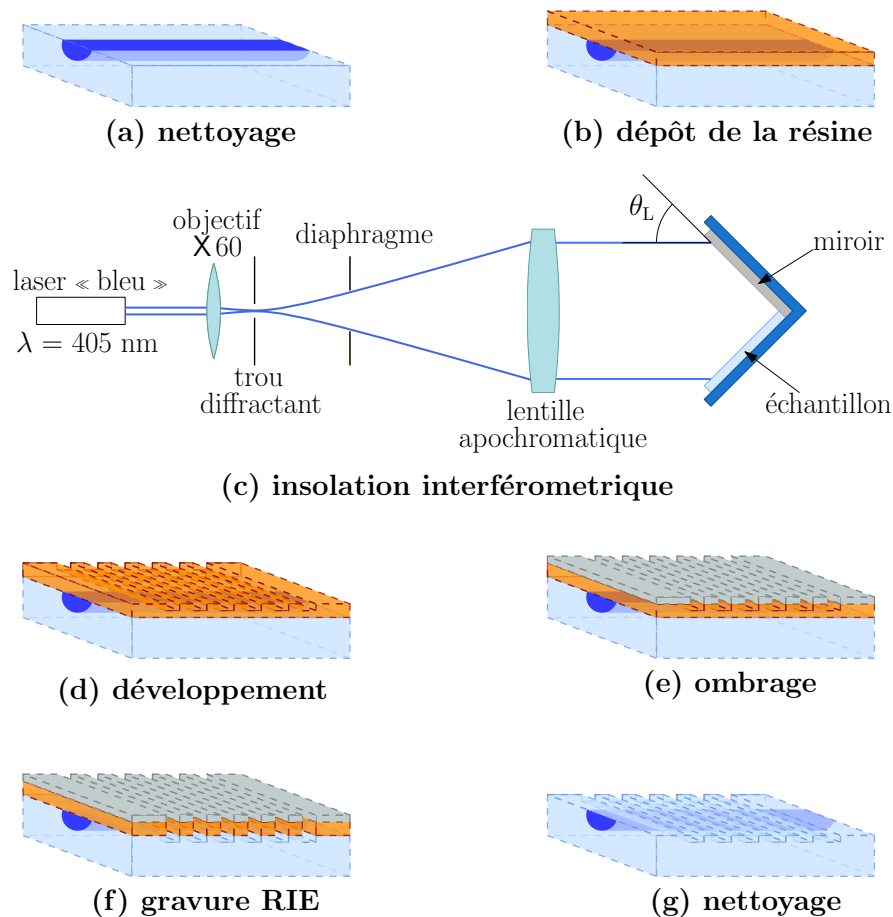 (a) nettoyage
(b) dépôt de la résine
objectif
X 60
diaphragme
θL
miroir
laser « bleu »
λ = 405 nm
trou
diffractant
lentille
apochromatique
échantillon
(c) insolation interférometrique
(d) développement
(e) ombrage
(f) gravure RIE
(g) nettoyage